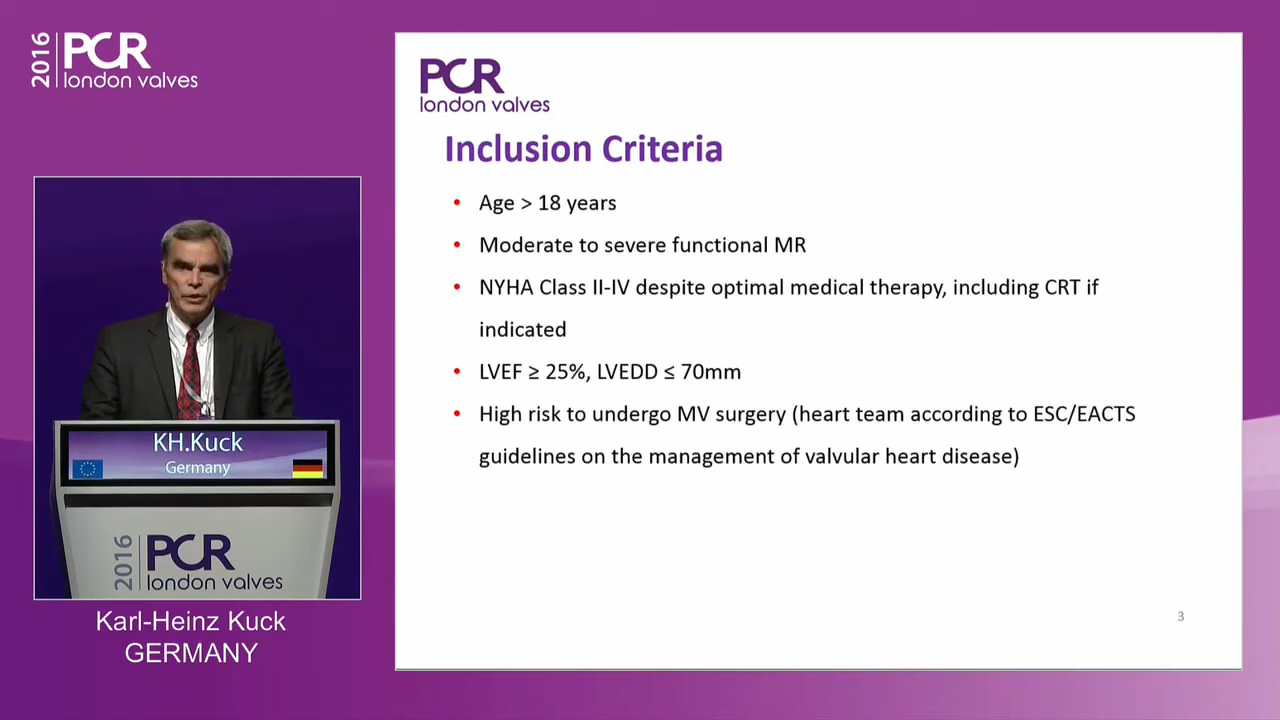 2016 PCR
london valves
PCR
london valves
Inclusion Criteria
• Age > 18 years
• Moderate to severe functional MR
• NYHA Class II-IV despite optimal medical therapy, including CRT if
indicated
• LVEF ≥ 25%, LVEDD ≤ 70mm
• High risk to undergo MV surgery (heart team according to ESC/EACTS
guidelines on the management of valvular heart disease)
3
KH.Kuck
Germany
2016 PCR
london valves
Karl-Heinz Kuck
GERMANY